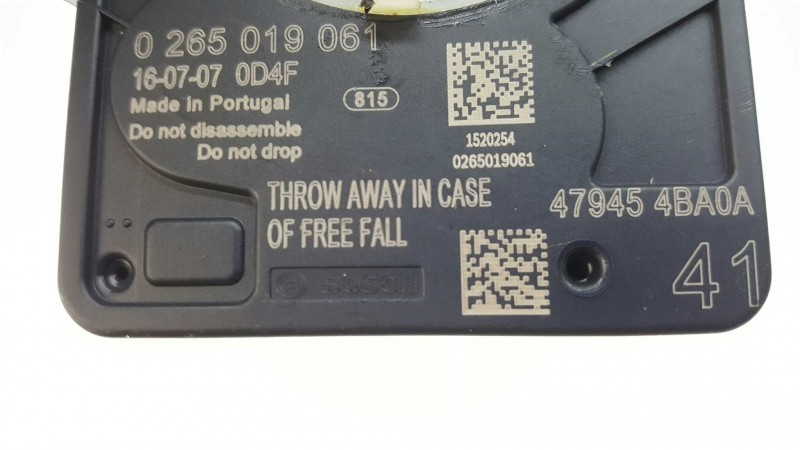 0 265 019 061
16-07-07 0D4F
Made in Portugal
815
Do not disassemble
Do not drop
1520254
0265019061
THROW AWAY IN CASE
OF FREE FALL
47945 4BA0A
41
BOSCH